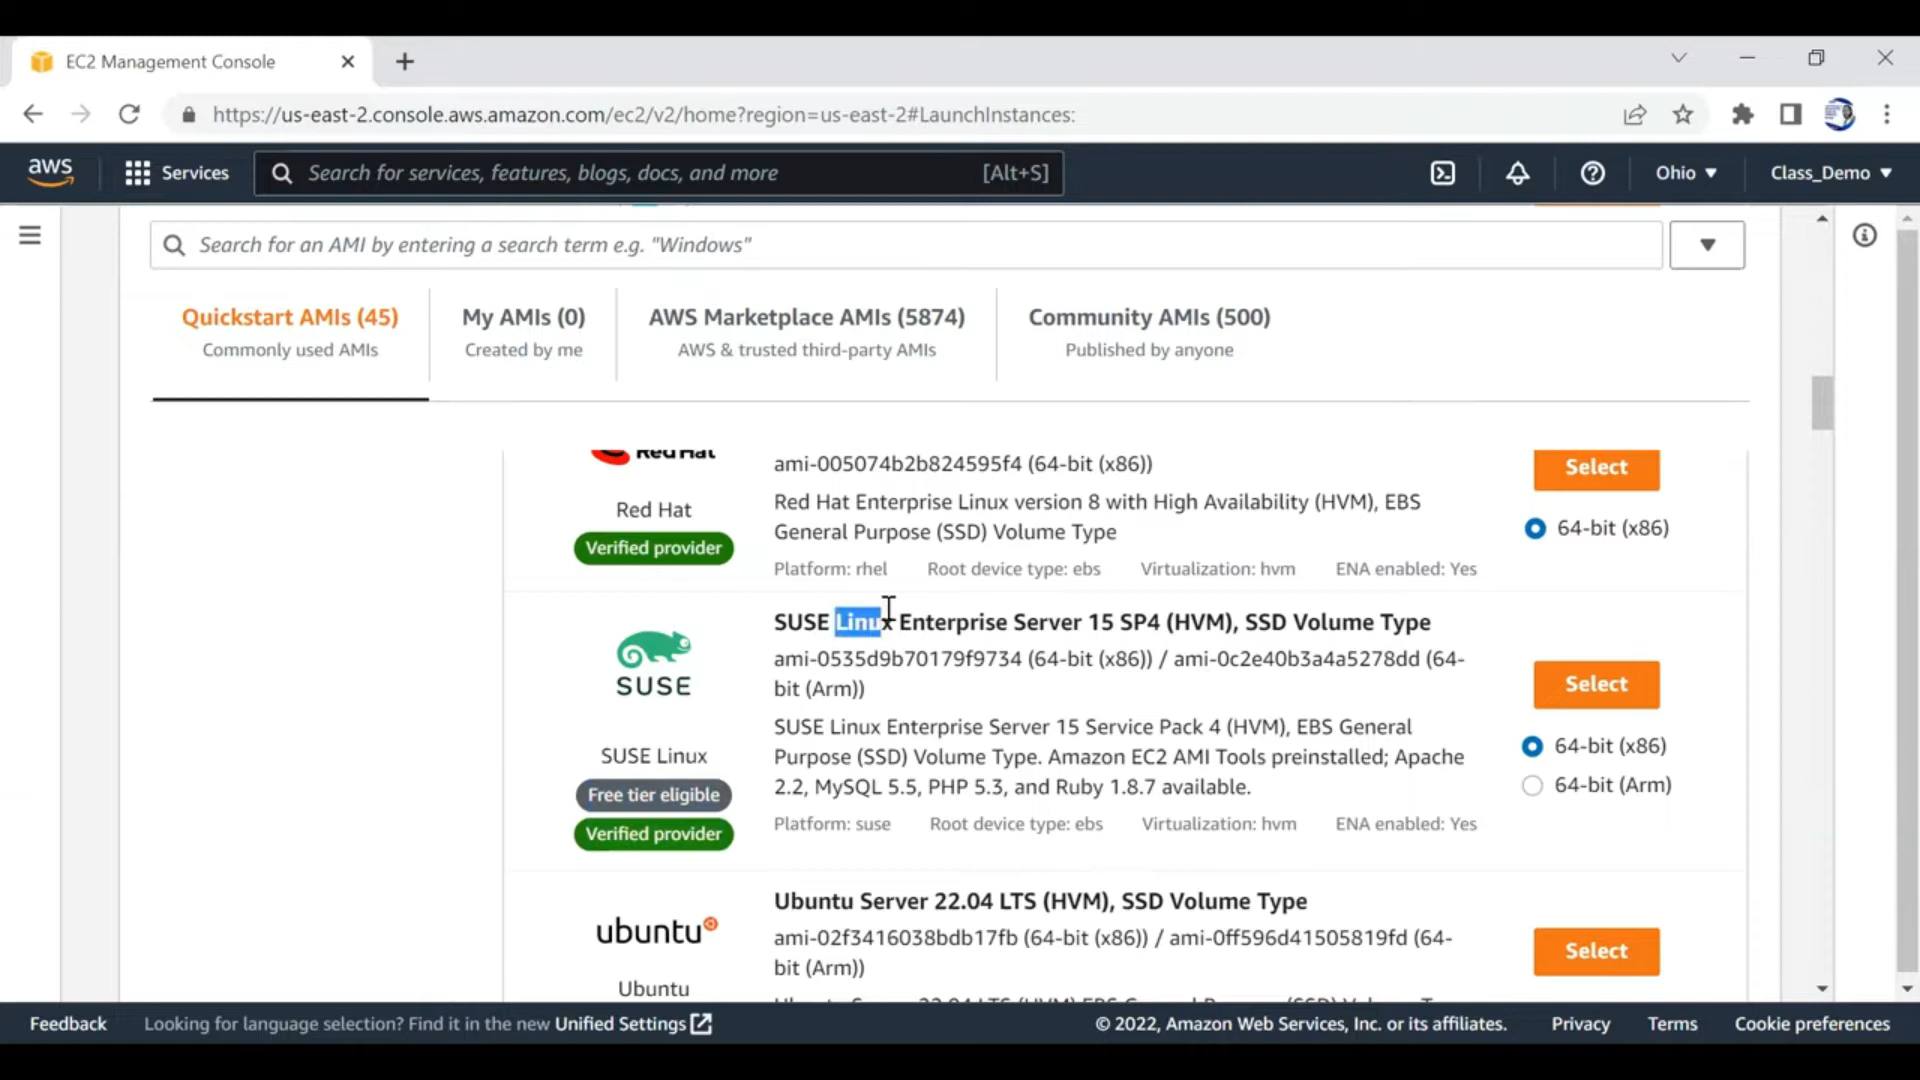 EC2 Management Console
https://us-east-2.console.aws.amazon.com/ec2/v2/home?region=us-east-2#LaunchInstances:
aws Services Search for services, features, blogs, docs, and more [Alt+S] Ohio Class_Demo
Search for an AMI by entering a search term e.g. "Windows"
Quickstart AMIs (45) My AMIs (0) AWS Marketplace AMIs (5874) Community AMIs (500)
Commonly used AMIs Created by me AWS & trusted third-party AMIs Published by anyone
Red Hat
Red Hat
Verified provider
ami-005074b2b824595f4 (64-bit (x86))
Red Hat Enterprise Linux version 8 with High Availability (HVM), EBS
General Purpose (SSD) Volume Type
Platform: rhel Root device type: ebs Virtualization: hvm ENA enabled: Yes
Select
64-bit (x86)
SUSE
SUSE Linux
Free tier eligible
Verified provider
SUSE Linux Enterprise Server 15 SP4 (HVM), SSD Volume Type
ami-0535d9b70179f9734 (64-bit (x86)) / ami-0c2e40b3a4a5278dd (64-
bit (Arm))
SUSE Linux Enterprise Server 15 Service Pack 4 (HVM), EBS General
Purpose (SSD) Volume Type. Amazon EC2 AMI Tools preinstalled; Apache
2.2, MySQL 5.5, PHP 5.3, and Ruby 1.8.7 available.
Platform: suse Root device type: ebs Virtualization: hvm ENA enabled: Yes
Select
64-bit (x86)
64-bit (Arm)
ubuntu
Ubuntu
Ubuntu Server 22.04 LTS (HVM), SSD Volume Type
ami-02f3416038bdb17fb (64-bit (x86)) / ami-0ff596d41505819fd (64-
bit (Arm))
Select
Feedback Looking for language selection? Find it in the new Unified Settings © 2022, Amazon Web Services, Inc. or its affiliates. Privacy Terms Cookie preferences